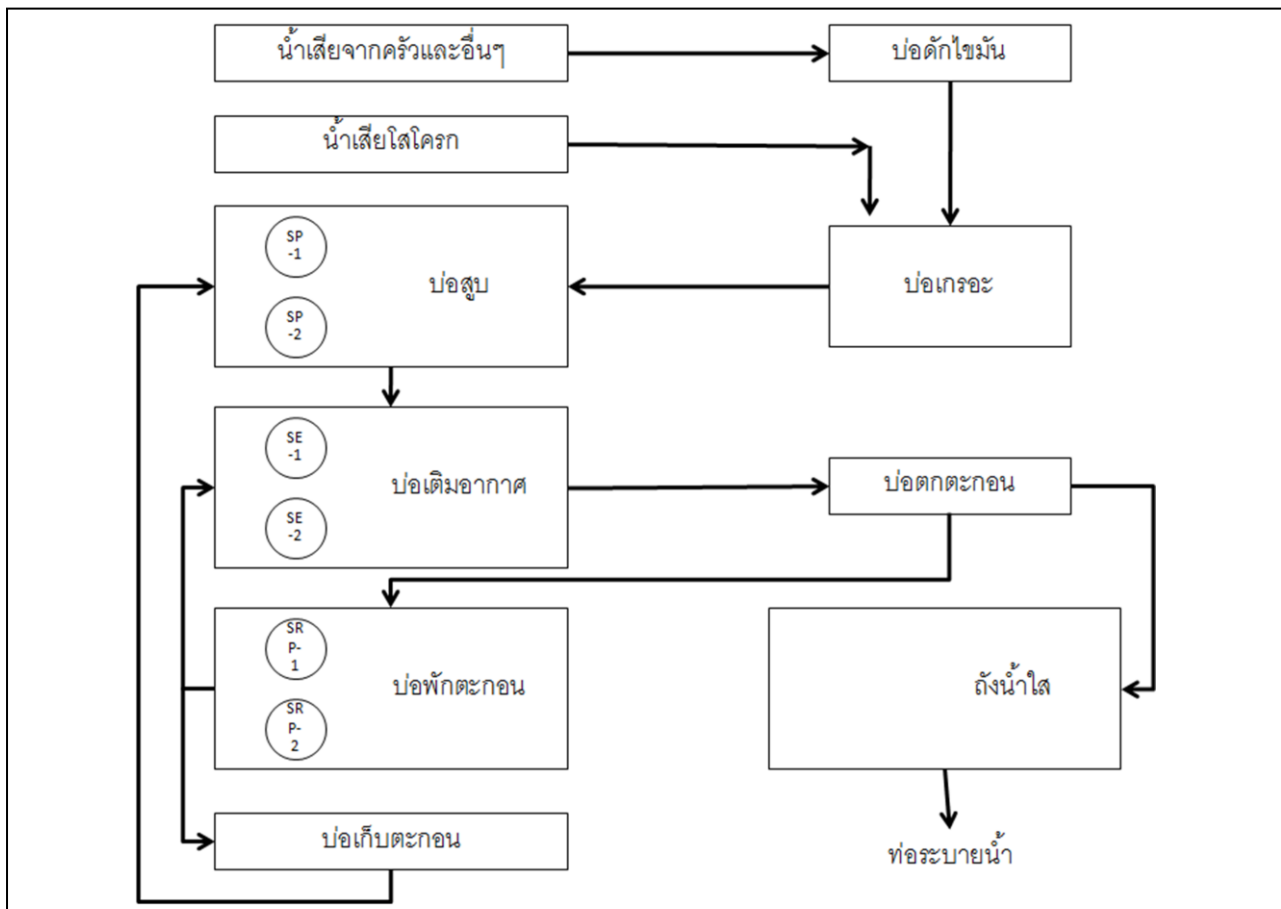 น้ำเสียจากครัวและอื่นๆ
บ่อดักไขมัน
น้ำเสียโสโครก
SP
-1
บ่อสูบ
SP
-2
บ่อเกรอะ
SE
-1
บ่อเติมอากาศ
SE
-2
บ่อตกตะกอน
SR
P-
1
บ่อพักตะกอน
SR
P-
2
ถังน้ำใส
บ่อเก็บตะกอน
ท่อระบายน้ำ